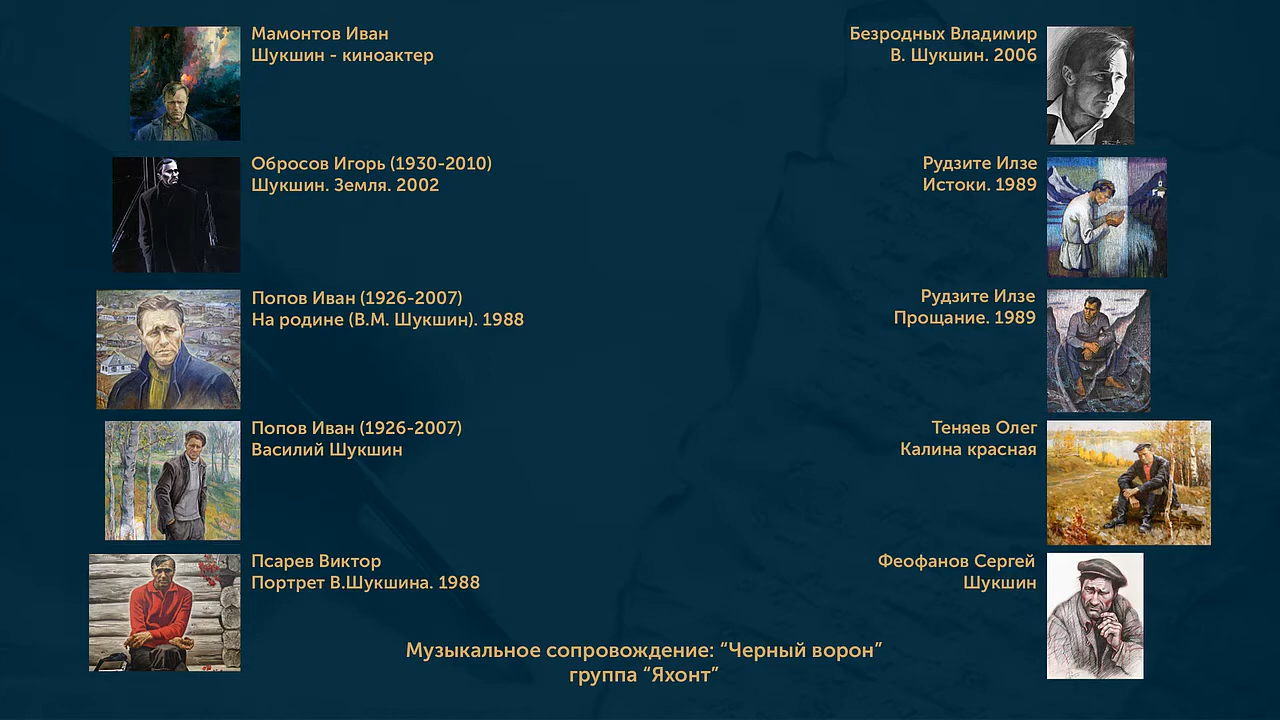 Мамонтов Иван
Шукшин - киноактер
Обросов Игорь (1930-2010)
Шукшин. Земля. 2002
Попов Иван (1926-2007)
На родине (В.М. Шукшин). 1988
Попов Иван (1926-2007)
Василий Шукшин
Псарев Виктор
Портрет В.Шукшина. 1988
Безродных Владимир
В. Шукшин. 2006
Рудзите Илзе
Истоки. 1989
Рудзите Илзе
Прощание. 1989
Теняев Олег
Калина красная
Феофанов Сергей
Шукшин
Музыкальное сопровождение: “Черный ворон”
группа “Яхонт”